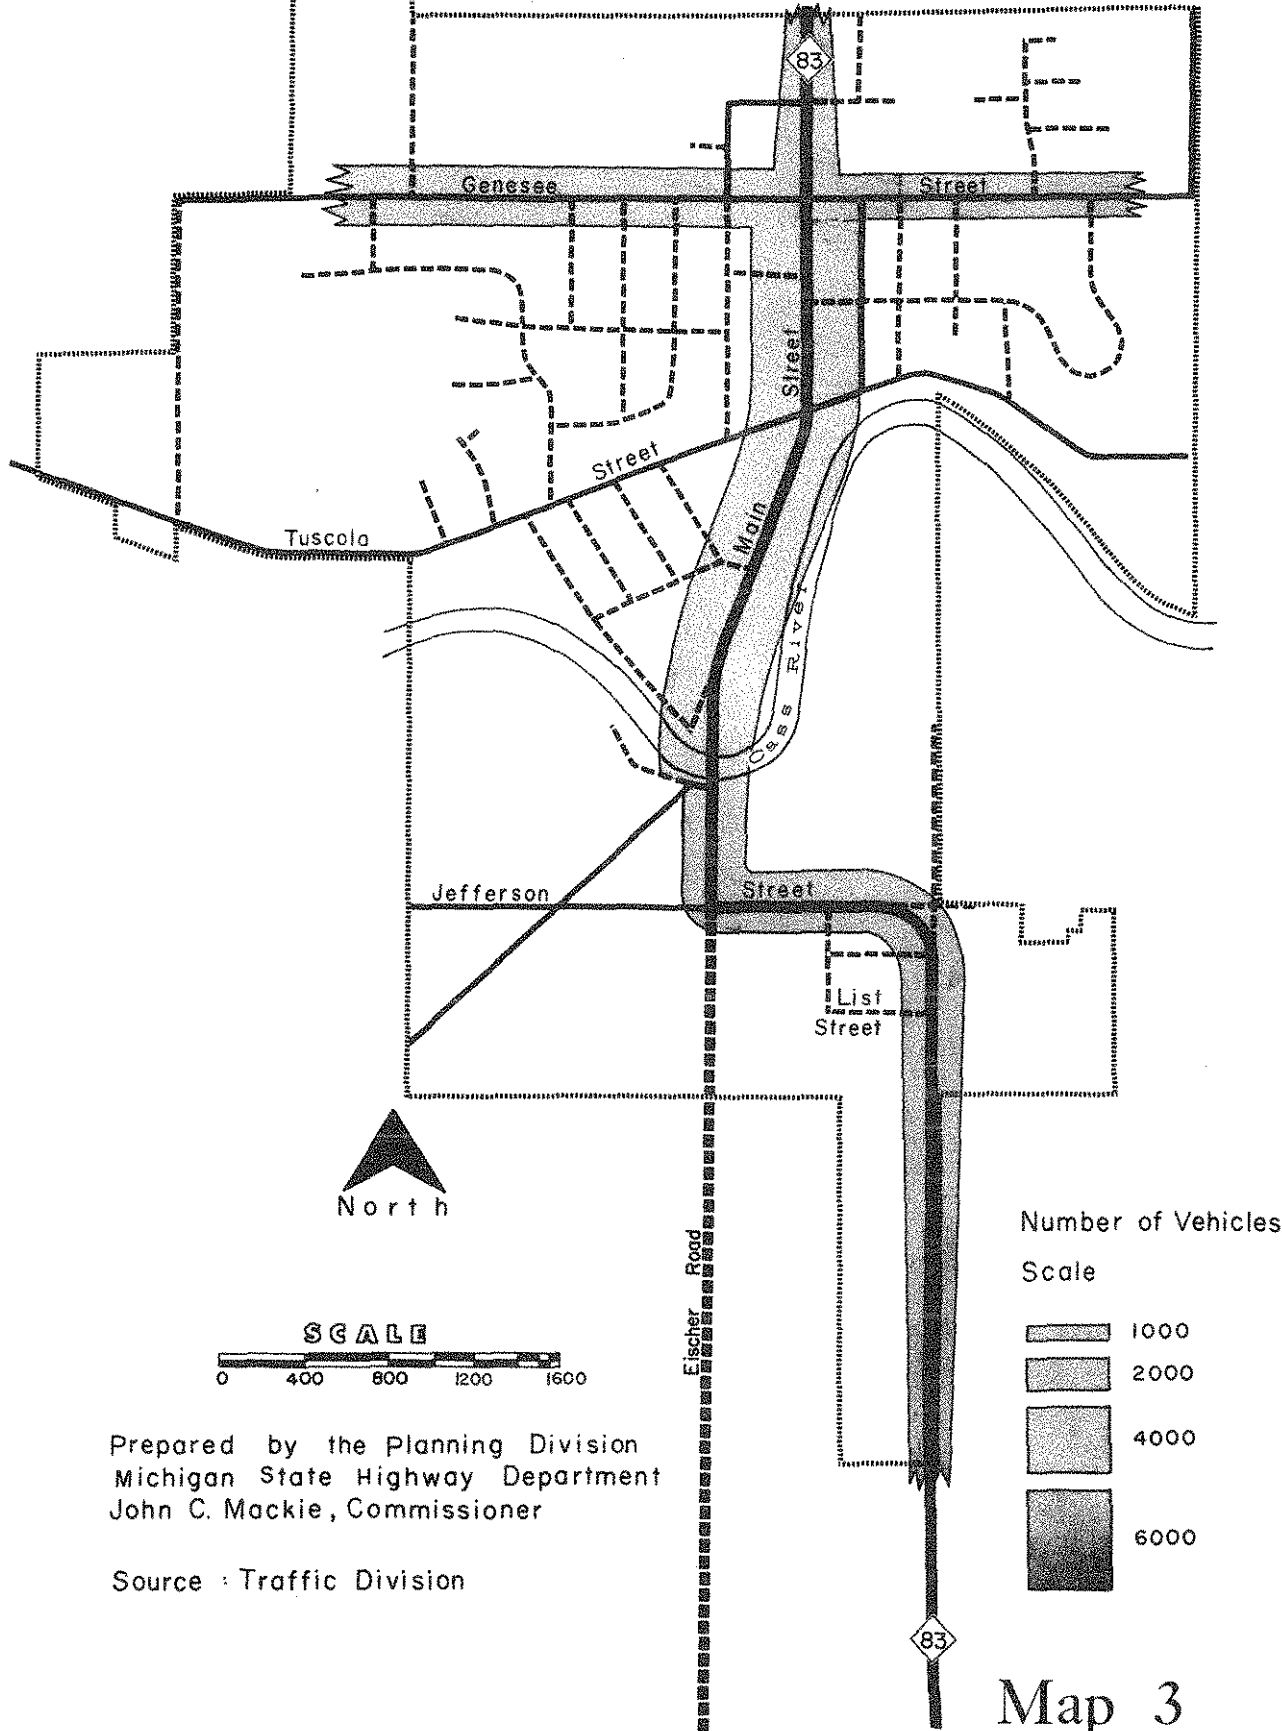 83
Genesee
Street
Street
Street
Main
Tuscola
Cass River
Jefferson
Street
List
Street
North
Eischer Road
Number of Vehicles
Scale
1000
2000
4000
6000
SCALE
0 400 800 1200 1600
Prepared by the Planning Division
Michigan State Highway Department
John C. Mackie, Commissioner
Source : Traffic Division
83
Map 3